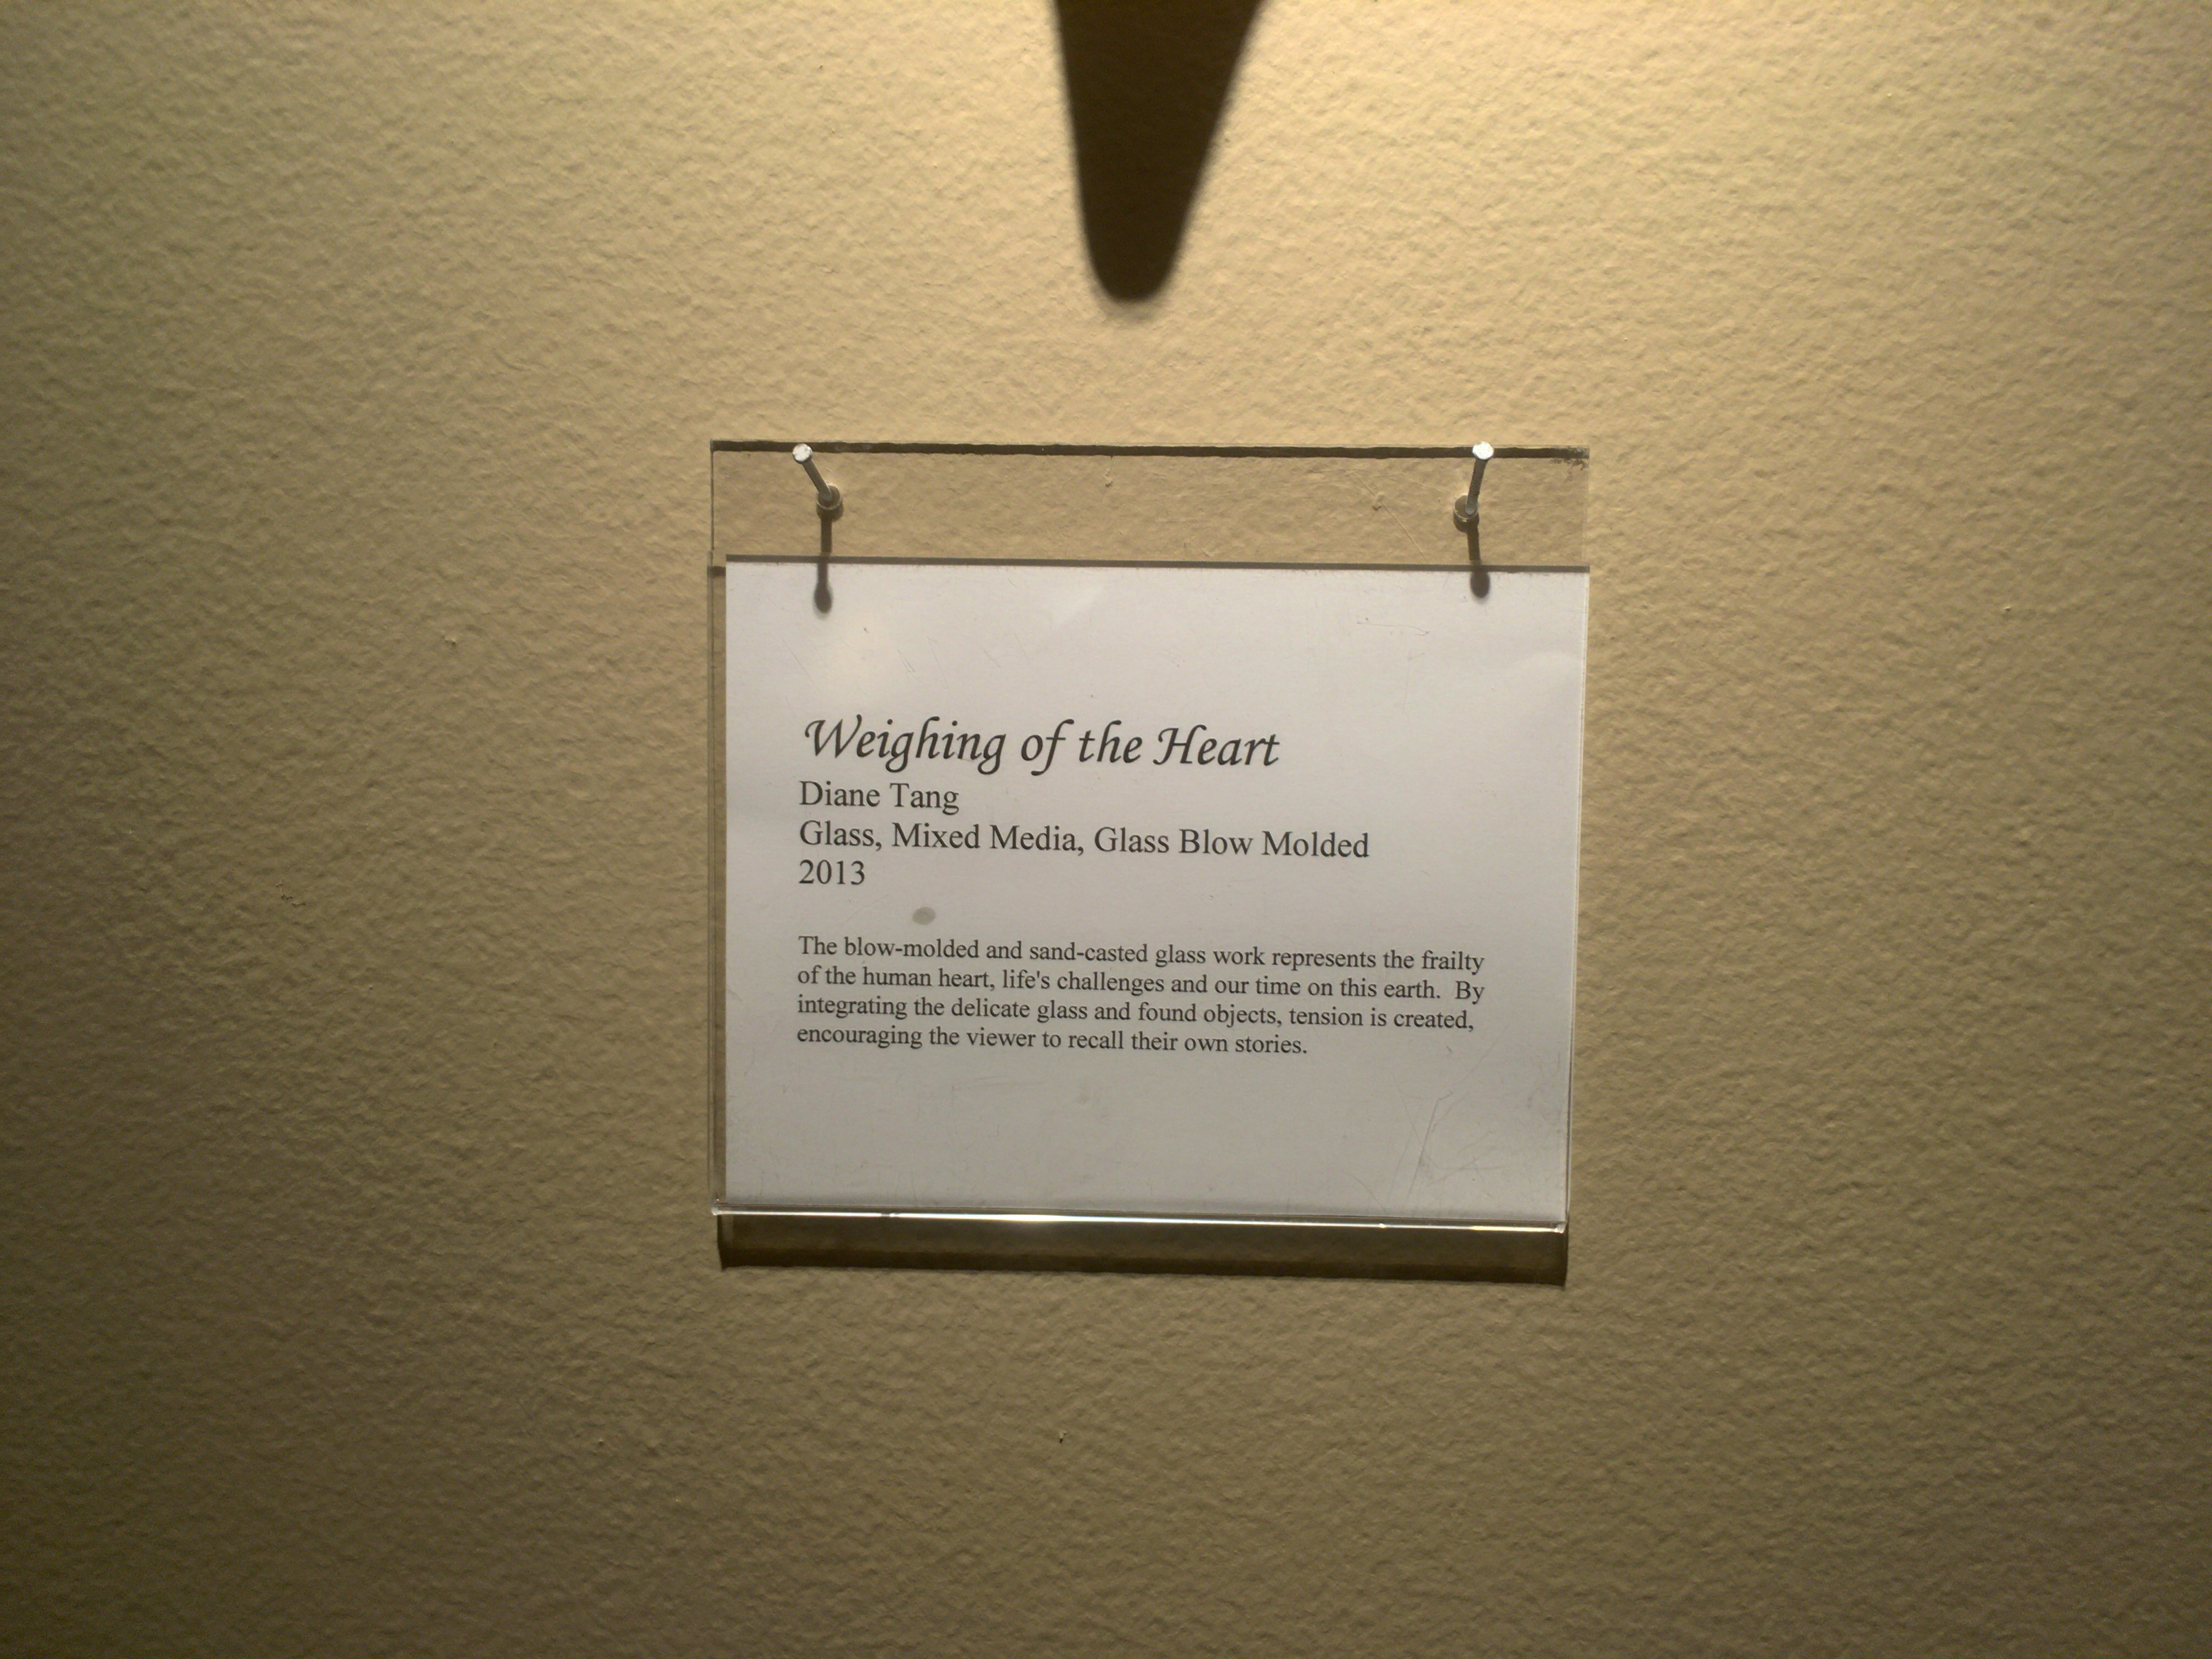 Weighing of the Heart
Diane Tang
Glass, Mixed Media, Glass Blow Molded
2013
The blow-molded and sand-casted glass work represents the frailty
of the human heart, life's challenges and our time on this earth.  By
integrating the delicate glass and found objects, tension is created,
encouraging the viewer to recall their own stories.